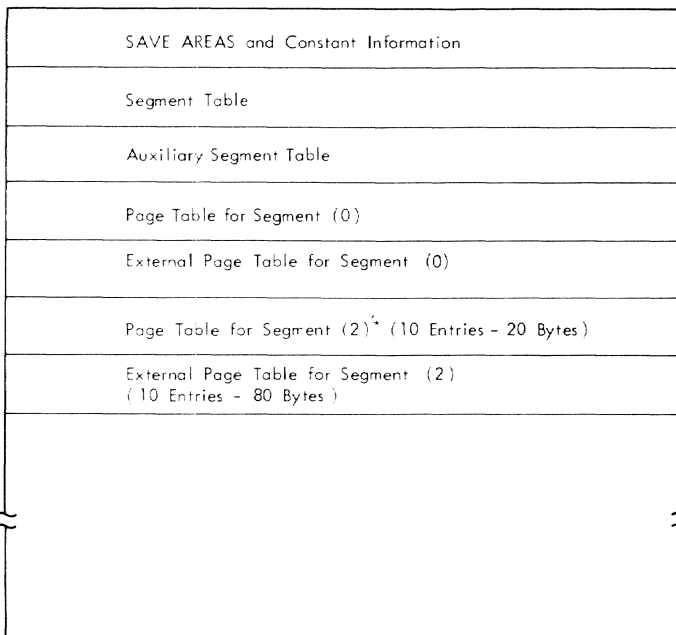 SAVE AREAS and Constant Information
Segment Table
Auxiliary Segment Table
Page Table for Segment (0)
External Page Table for Segment (0)
Page Table for Segment (2)* (10 Entries - 20 Bytes)
External Page Table for Segment (2)
(10 Entries - 80 Bytes)